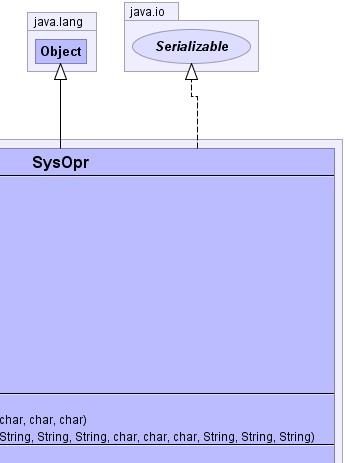 java.lang
java.io
Object
Serializable
SysOpr
char, char, char)
String, String, String, char, char, char, String, String, String)